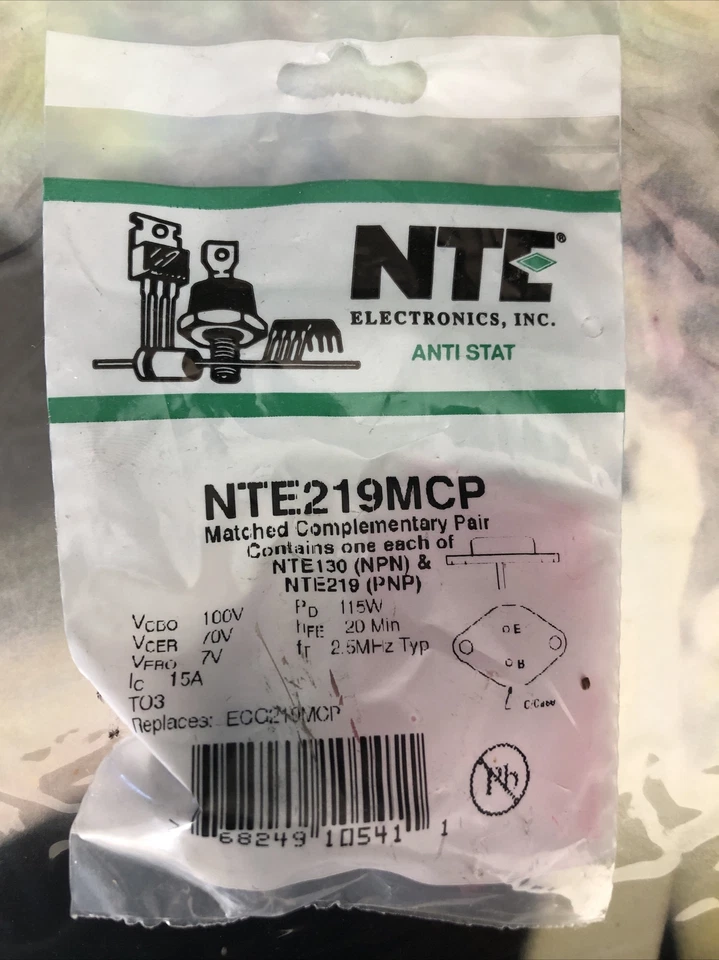 NTE®
ELECTRONICS, INC.
ANTI STAT
NTE219MCP
Matched Complementary Pair
Contains one each of
NTE130 (NPN) &
NTE219 (PNP)
VCBO 100V
VCER 70V
VEBO 7V
IC 15A
TO3
PD 115W
hFE 20 Min
fT 2.5MHz Typ
E
B
C/Case
Replaces: ECG219MCP
Pb
68249 10541 1